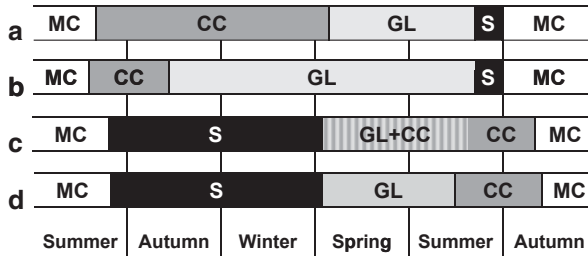 a MC CC GL S MC
b MC CC GL S MC
c MC S GL+CC CC MC
d MC S GL CC MC
Summer Autumn Winter Spring Summer Autumn